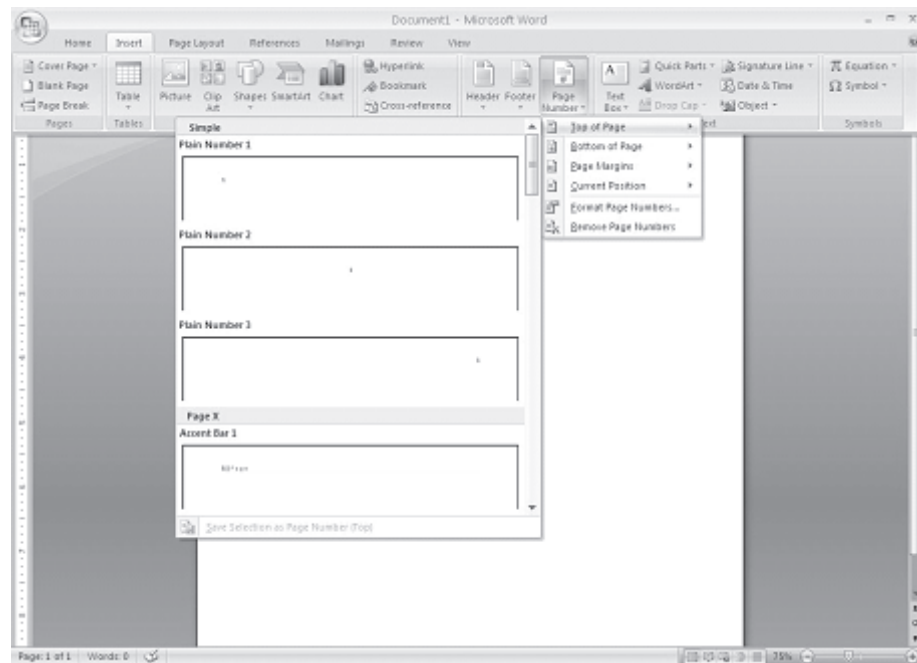 Document1 - Microsoft Word
Home Insert Page Layout References Mailings Review View
Cover Page
Blank Page
Page Break
Pages
Table
Tables
Picture Clip Art Shapes SmartArt Chart
Hyperlink
Bookmark
Cross-reference
Header Footer Page Number
Text Box
Quick Parts
WordArt
Drop Cap
Signature Line
Date & Time
Object
Equation
Symbol
Symbols
Simple
Plain Number 1
Plain Number 2
Plain Number 3
Page X
Accent Bar 1
Save Selection as Page Number (Top)
Top of Page
Bottom of Page
Page Margins
Current Position
Format Page Numbers...
Remove Page Numbers
Page: 1 of 1 Words: 0
75%